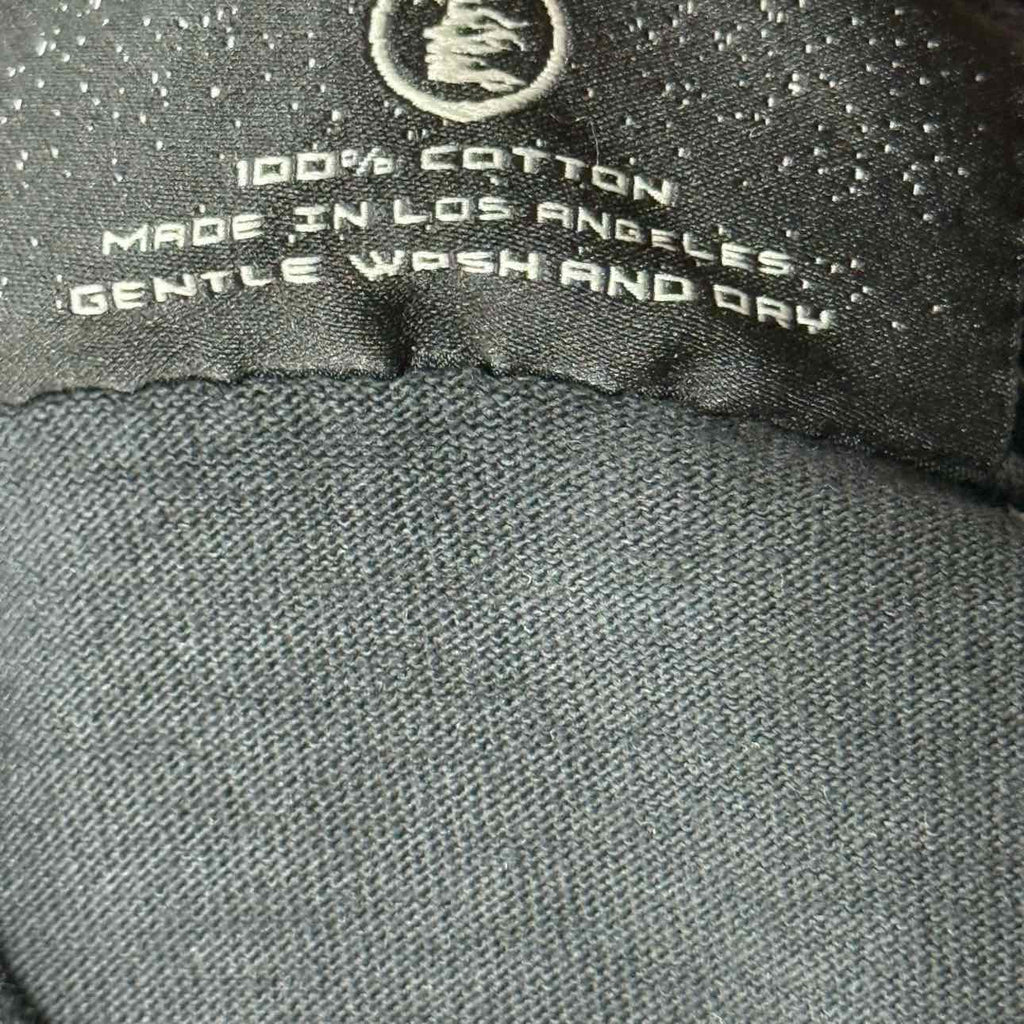 100% COTTON
MADE IN LOS ANGELES
GENTLE WASH AND DRY